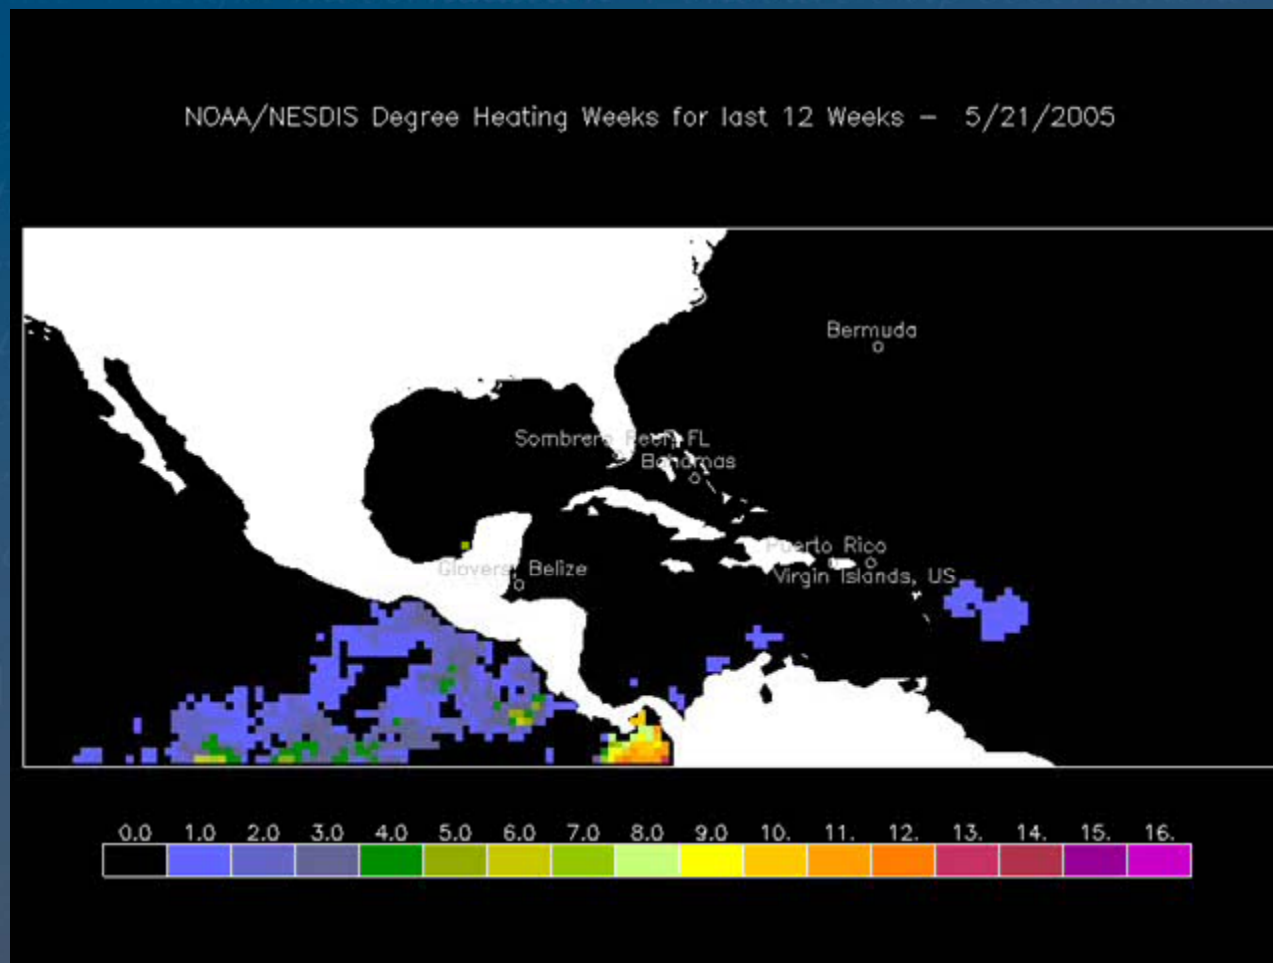 NOAA/NESDIS Degree Heating Weeks for last 12 Weeks – 5/21/2005
Bermuda
Sombrero Reef, FL
Bahamas
Puerto Rico
Glovers, Belize
Virgin Islands, US
0.0 1.0 2.0 3.0 4.0 5.0 6.0 7.0 8.0 9.0 10. 11. 12. 13. 14. 15. 16.